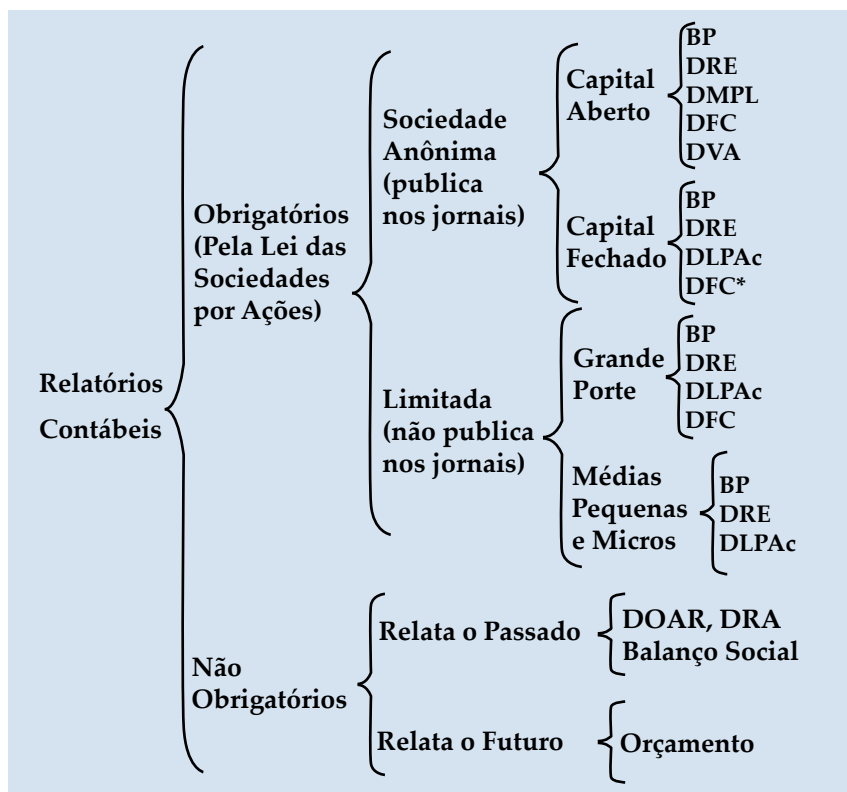 Relatórios
Contábeis
Obrigatórios
(Pela Lei das
Sociedades
por Ações)
Sociedade
Anônima
(publica
nos jornais)
Capital
Aberto
BP
DRE
DMPL
DFC
DVA
Capital
Fechado
BP
DRE
DLPAc
DFC*
Limitada
(não publica
nos jornais)
Grande
Porte
BP
DRE
DLPAc
DFC
Médias
Pequenas
e Micros
BP
DRE
DLPAc
Não
Obrigatórios
Relata o Passado
DOAR, DRA
Balanço Social
Relata o Futuro
Orçamento